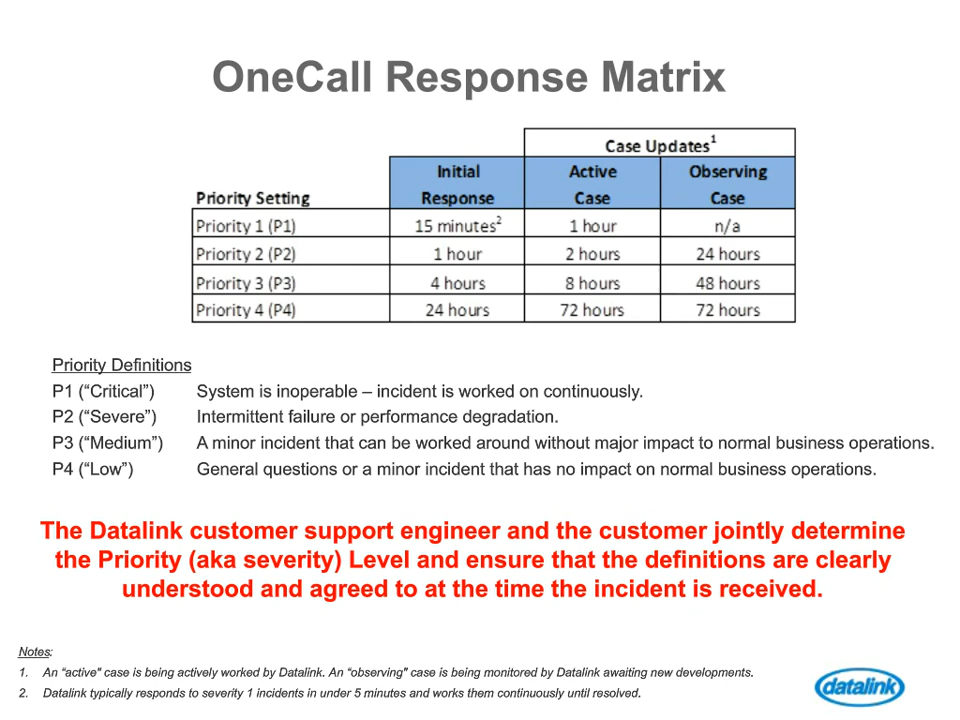 OneCall Response Matrix
Case Updates1
Initial Active Observing
Priority Setting Response Case Case
Priority 1 (P1) 15 minutes2 1 hour n/a
Priority 2 (P2) 1 hour 2 hours 24 hours
Priority 3 (P3) 4 hours 8 hours 48 hours
Priority 4 (P4) 24 hours 72 hours 72 hours
Priority Definitions
P1 (“Critical”) System is inoperable – incident is worked on continuously.
P2 (“Severe”) Intermittent failure or performance degradation.
P3 (“Medium”) A minor incident that can be worked around without major impact to normal business operations.
P4 (“Low”) General questions or a minor incident that has no impact on normal business operations.
The Datalink customer support engineer and the customer jointly determine
the Priority (aka severity) Level and ensure that the definitions are clearly
understood and agreed to at the time the incident is received.
Notes:
1. An “active" case is being actively worked by Datalink. An “observing" case is being monitored by Datalink awaiting new developments.
2. Datalink typically responds to severity 1 incidents in under 5 minutes and works them continuously until resolved.
datalink